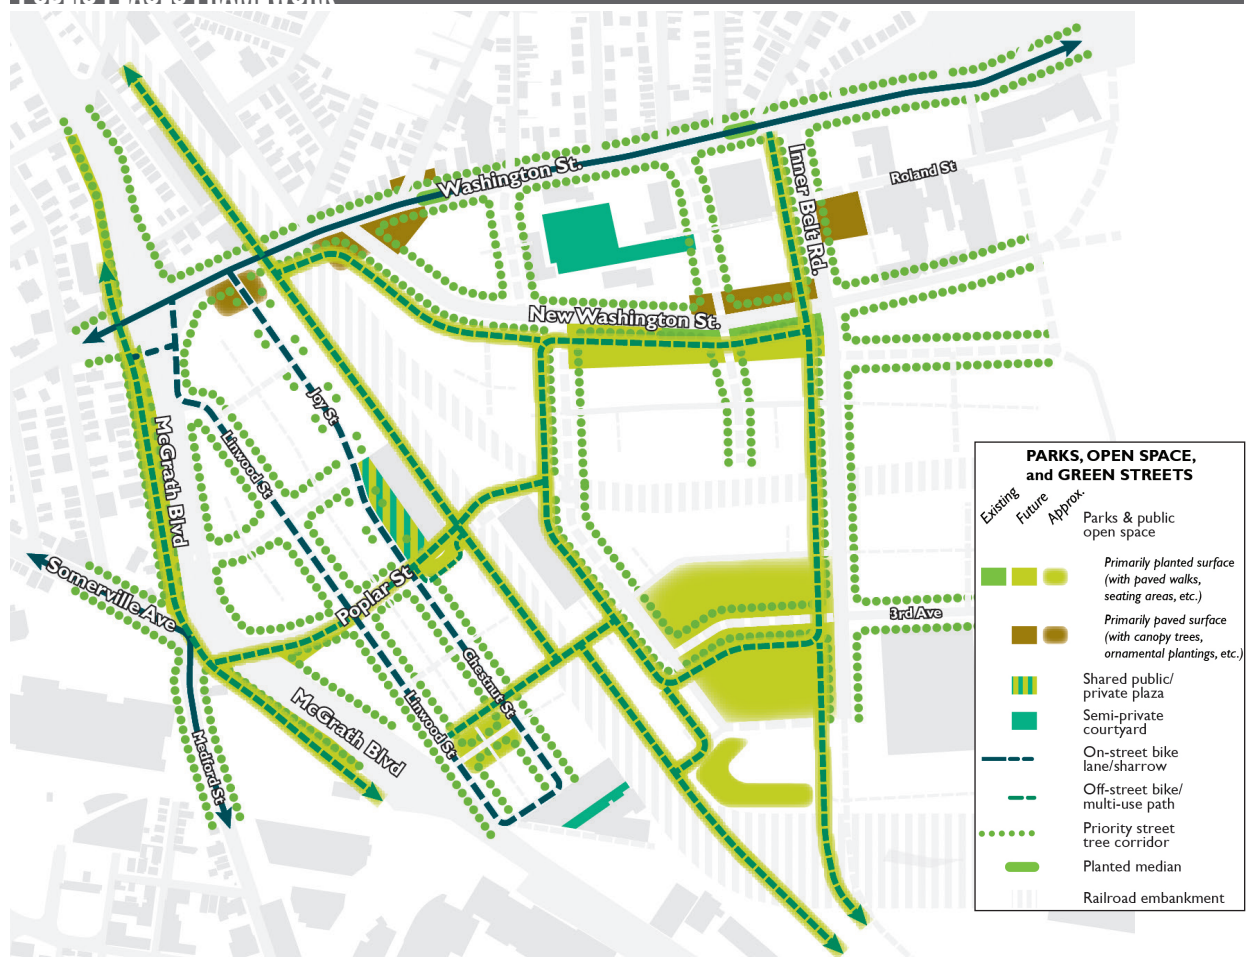 PUBLIC PLACES FRAMEWORK
Washington St.
Inner Belt Rd.
Roland St
New Washington St.
Joy St
Linwood St
McGrath Blvd
Somerville Ave
Poplar St
3rd Ave
Chestnut St
Linwood St
McGrath Blvd
Medford St
PARKS, OPEN SPACE,
and GREEN STREETS
Existing
Future
Approx.
Parks & public
open space
Primarily planted surface
(with paved walks,
seating areas, etc.)
Primarily paved surface
(with canopy trees,
ornamental plantings, etc.)
Shared public/
private plaza
Semi-private
courtyard
On-street bike
lane/sharrow
Off-street bike/
multi-use path
Priority street
tree corridor
Planted median
Railroad embankment